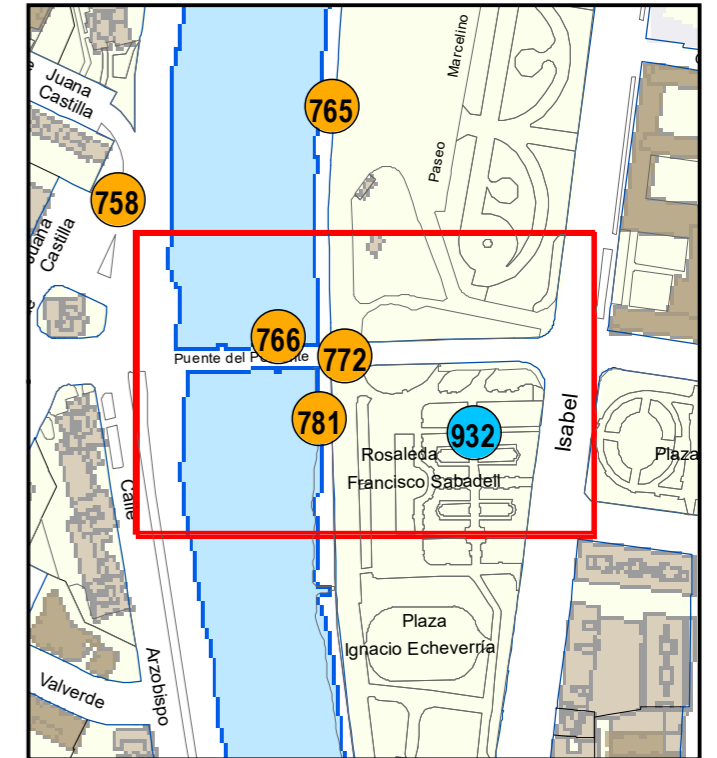 Juana
Castilla
Marcelino
Paseo
765
758
Juana
Castilla
766
Puente del Poniente
772
781
932
Isabel
Rosaleda
Francisco Sabadell
Plaza
Calle
Plaza
Ignacio Echeverría
Arzobispo
Valverde